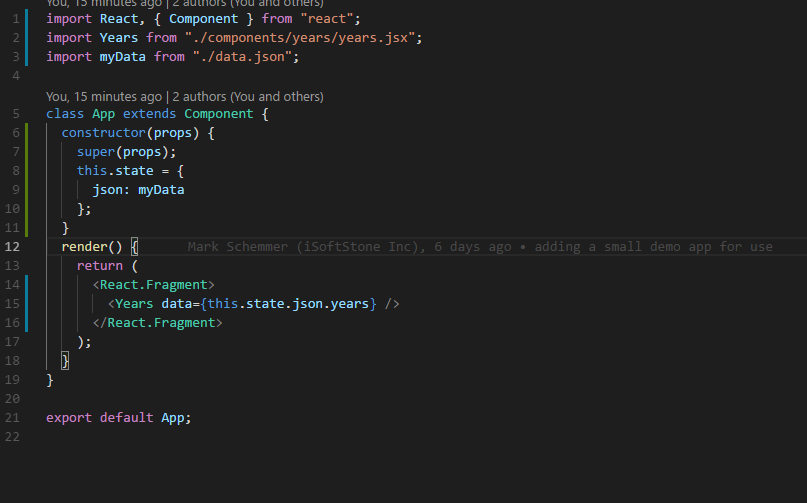 You, 15 minutes ago | 2 authors (You and others)
1 import React, { Component } from "react";
2 import Years from "./components/years/years.jsx";
3 import myData from "./data.json";
4
You, 15 minutes ago | 2 authors (You and others)
5 class App extends Component {
6   constructor(props) {
7     super(props);
8     this.state = {
9       json: myData
10     };
11   }
12   render() { Mark Schemmer (iSoftStone Inc), 6 days ago • adding a small demo app for use
13     return (
14       <React.Fragment>
15         <Years data={this.state.json.years} />
16       </React.Fragment>
17     );
18   }
19 }
20
21 export default App;
22